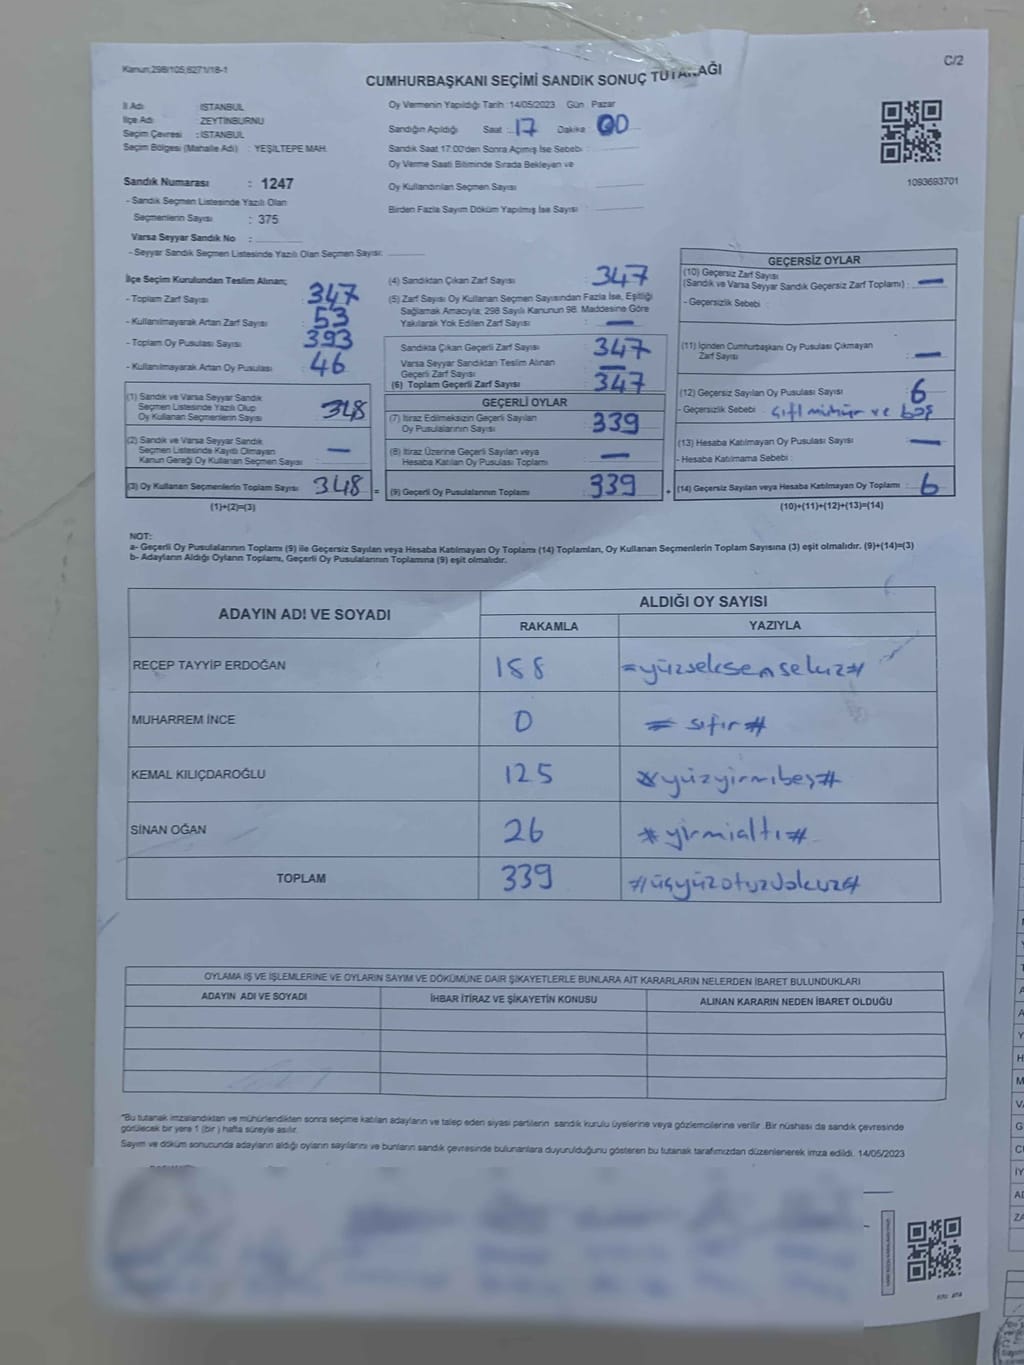 Kanun:298/105,6271/18-1
C/2
CUMHURBAŞKANI SEÇİMİ SANDIK SONUÇ TUTANAĞI
İl Adı : İSTANBUL
İlçe Adı : ZEYTİNBURNU
Seçim Çevresi : İSTANBUL
Seçim Bölgesi (Mahalle Adı) : YEŞİLTEPE MAH.
Sandık Numarası : 1247
- Sandık Seçmen Listesinde Yazılı Olan
Seçmenlerin Sayısı : 375
Varsa Seyyar Sandık No :
- Seyyar Sandık Seçmen Listesinde Yazılı Olan Seçmen Sayısı:
Oy Vermenin Yapıldığı Tarih :14/05/2023 Gün : Pazar
Sandığın Açıldığı Saat : 17 Dakika : 00
Sandık Saat 17:00'den Sonra Açımış İse Sebebi :
Oy Verme Saati Bitiminde Sırada Bekleyen ve
Oy Kullandırılan Seçmen Sayısı
Birden Fazla Sayım Döküm Yapılmış İse Sayısı :
1093693701
İlçe Seçim Kurulundan Teslim Alınan;
- Toplam Zarf Sayısı : 347
- Kullanılmayarak Artan Zarf Sayısı : 53
- Toplam Oy Pusulası Sayısı : 393
- Kullanılmayarak Artan Oy Pusulası : 46
(1) Sandık ve Varsa Seyyar Sandık
Seçmen Listesinde Yazılı Olup
Oy Kullanan Seçmenlerin Sayısı : 348
(2) Sandık ve Varsa Seyyar Sandık
Seçmen Listesinde Kayıtlı Olmayan
Kanun Gereği Oy Kullanan Seçmen Sayısı : —
(3) Oy Kullanan Seçmenlerin Toplam Sayısı : 348 =
(1)+(2)=(3)
(4) Sandıktan Çıkan Zarf Sayısı : 347
(5) Zarf Sayısı Oy Kullanan Seçmen Sayısından Fazla İse, Eşitliği
Sağlamak Amacıyla; 298 Sayılı Kanunun 98. Maddesine Göre
Yakılarak Yok Edilen Zarf Sayısı : —
Sandıkta Çıkan Geçerli Zarf Sayısı : 347
Varsa Seyyar Sandıktan Teslim Alınan
Geçerli Zarf Sayısı : —
(6) Toplam Geçerli Zarf Sayısı : 347
GEÇERLİ OYLAR
(7) İtiraz Edilmeksizin Geçerli Sayılan
Oy Pusulalarının Sayısı : 339
(8) İtiraz Üzerine Geçerli Sayılan veya
Hesaba Katılan Oy Pusulası Toplamı : —
(9) Geçerli Oy Pusulalarının Toplamı : 339 +
GEÇERSİZ OYLAR
(10) Geçersiz Zarf Sayısı
(Sandık ve Varsa Seyyar Sandık Geçersiz Zarf Toplamı) : —
- Geçersizlik Sebebi :
(11) İçinden Cumhurbaşkanı Oy Pusulası Çıkmayan
Zarf Sayısı : —
(12) Geçersiz Sayılan Oy Pusulası Sayısı : 6
- Geçersizlik Sebebi : çift mühür ve boş
(13) Hesaba Katılmayan Oy Pusulası Sayısı : —
- Hesaba Katılmama Sebebi :
(14) Geçersiz Sayılan veya Hesaba Katılmayan Oy Toplamı : 6
(10)+(11)+(12)+(13)=(14)
NOT:
a- Geçerli Oy Pusulalarının Toplamı (9) ile Geçersiz Sayılan veya Hesaba Katılmayan Oy Toplamı (14) Toplamları, Oy Kullanan Seçmenlerin Toplam Sayısına (3) eşit olmalıdır. (9)+(14)=(3)
b- Adayların Aldığı Oyların Toplamı, Geçerli Oy Pusulalarının Toplamına (9) eşit olmalıdır.
ADAYIN ADI VE SOYADI
ALDIĞI OY SAYISI
RAKAMLA YAZIYLA
RECEP TAYYİP ERDOĞAN 188 =yüzseksensekiz#
MUHARREM İNCE 0 # sıfır #
KEMAL KILIÇDAROĞLU 125 #yüzyirmibeş#
SİNAN OĞAN 26 #yirmialtı#
TOPLAM 339 #üçyüzotuzdokuz#
OYLAMA İŞ VE İŞLEMLERİNE VE OYLARIN SAYIM VE DÖKÜMÜNE DAİR ŞİKAYETLERLE BUNLARA AİT KARARLARIN NELERDEN İBARET BULUNDUKLARI
ADAYIN ADI VE SOYADI İHBAR İTİRAZ VE ŞİKAYETİN KONUSU ALINAN KARARIN NEDEN İBARET OLDUĞU
*Bu tutanak imzalandıktan ve mühürlendikten sonra seçime katılan adayların ve talep eden siyasi partilerin sandık kurulu üyelerine veya gözlemcilerine verilir. Bir nüshası da sandık çevresinde
görülecek bir yere 1 (bir ) hafta süreyle asılır.
Sayım ve döküm sonucunda adayların aldığı oyların sayılarını ve bunların sandık çevresinde bulunanlara duyurulduğunu gösteren bu tutanak tarafımızdan düzenlenerek imza edildi. 14/05/2023